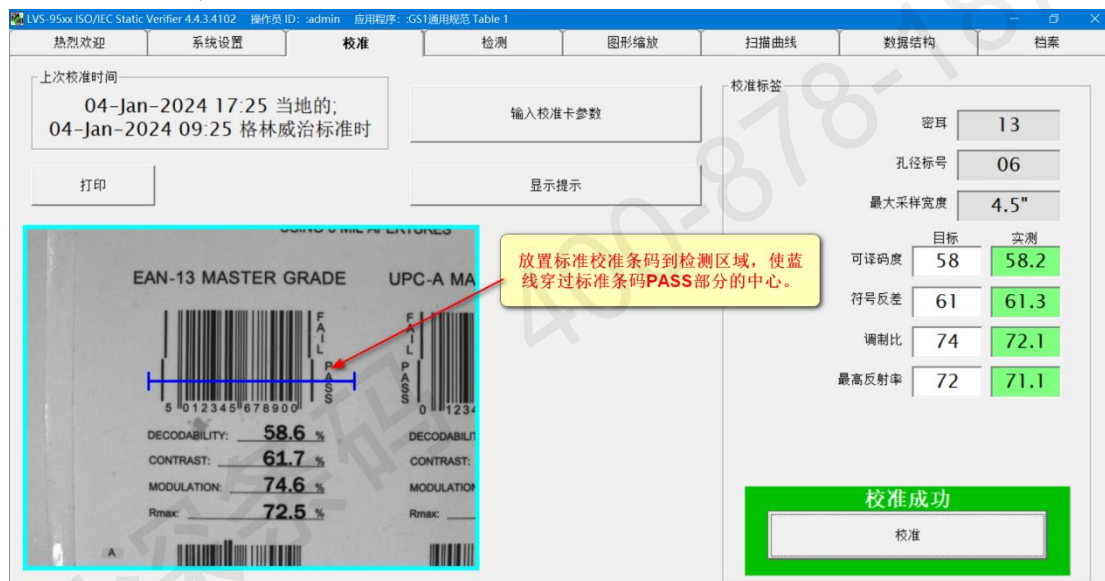 LVS-95xx ISO/IEC Static Verifier 4.4.3.4102 操作员 ID: :admin 应用程序: :GS1通用规范 Table 1
热烈欢迎 系统设置 校准 检测 图形缩放 扫描曲线 数据结构 档案
上次校准时间
04-Jan-2024 17:25 当地的;
04-Jan-2024 09:25 格林威治标准时
输入校准卡参数
打印
显示提示
校准标签
密耳 13
孔径标号 06
最大采样宽度 4.5"
目标 实测
可译码度 58 58.2
符号反差 61 61.3
调制比 74 72.1
最高反射率 72 71.1
放置标准校准条码到检测区域，使蓝
线穿过标准条码PASS部分的中心。
EAN-13 MASTER GRADE UPC-A MA
FAIL
PASS
FAIL
PASS
5 012345 678900
0 1234
DECODABILITY: 58.6 %
CONTRAST: 61.7 %
MODULATION: 74.6 %
Rmax: 72.5 %
CONTRAST:
Rmax:
A
校准成功
校准
400-878-18